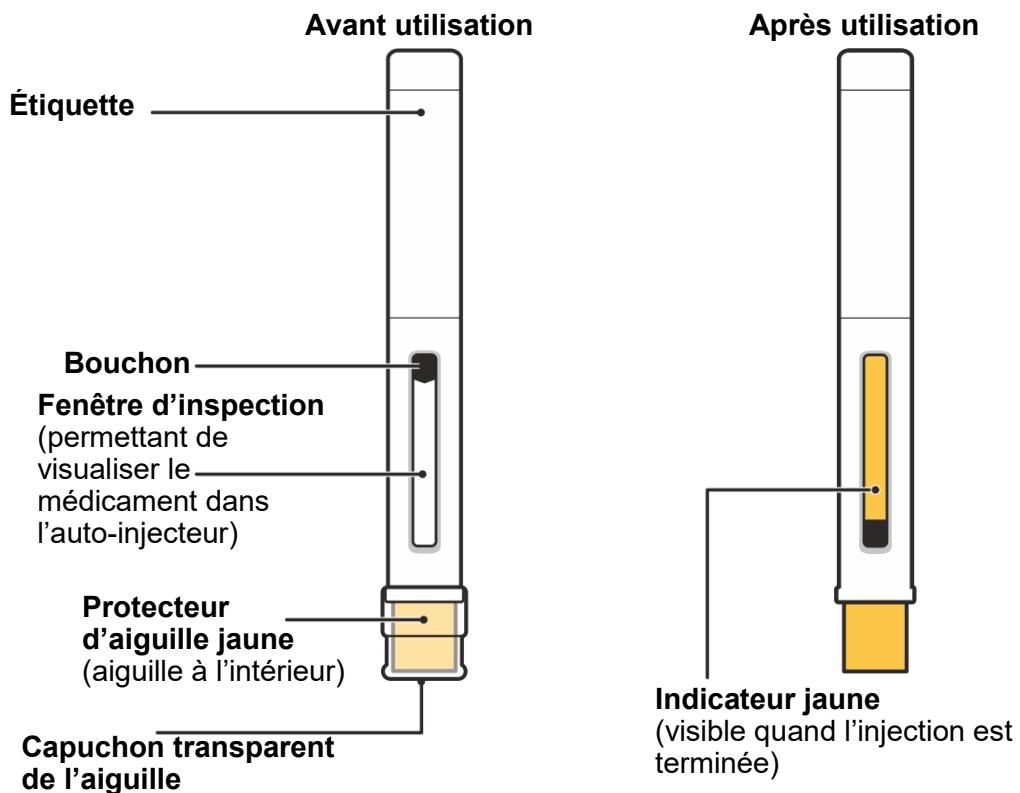 Avant utilisation
Après utilisation
Étiquette
Bouchon
Fenêtre d’inspection
(permettant de
visualiser le
médicament dans
l’auto-injecteur)
Protecteur
d’aiguille jaune
(aiguille à l’intérieur)
Capuchon transparent
de l’aiguille
Indicateur jaune
(visible quand l’injection est
terminée)